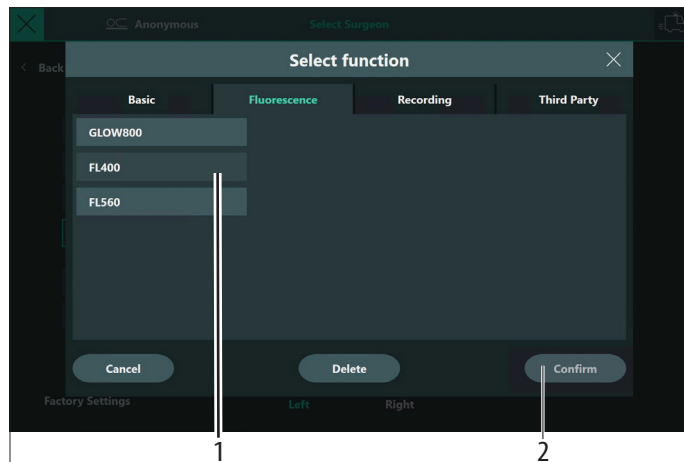 Anonymous Select Surgeon
Back
Select function
Basic Fluorescence Recording Third Party
GLOW800
FL400
FL560
Cancel Delete Confirm
Factory Settings Left Right
1 2